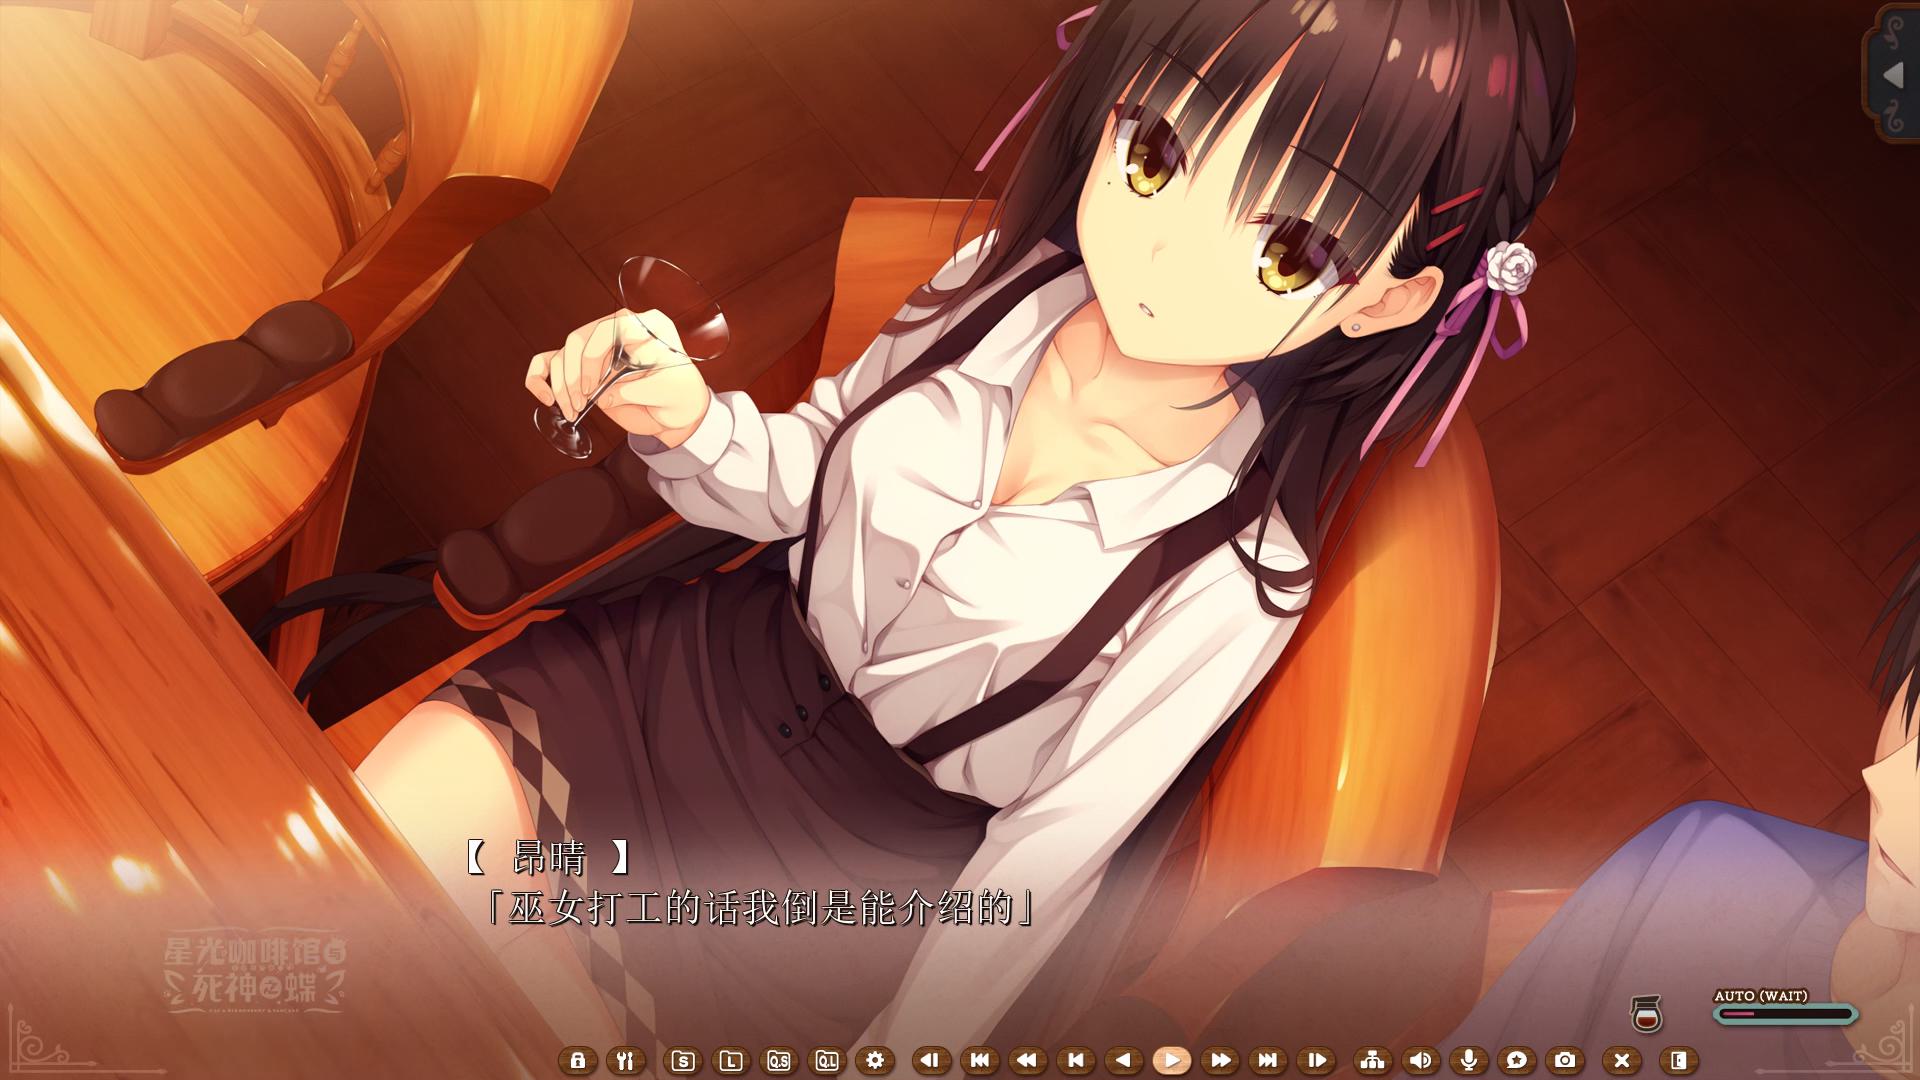 【 昂晴 】
「巫女打工的话我倒是能介绍的」
星光咖啡馆与
死神之蝶
AUTO (WAIT)
S
L
Q.S
Q.L